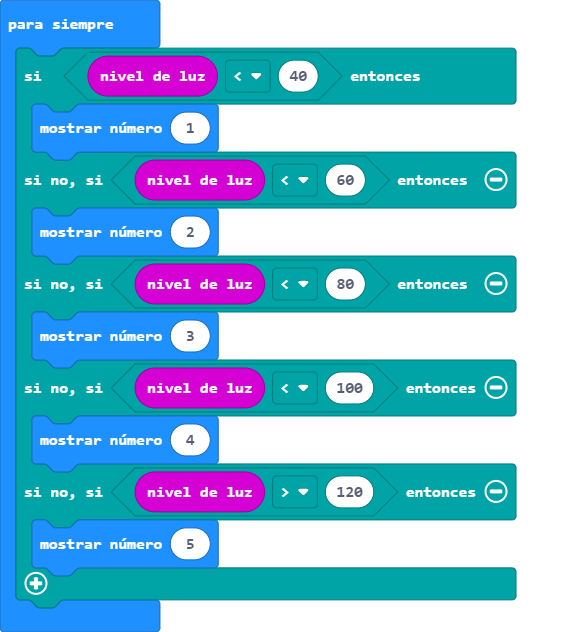 para siempre
si nivel de luz < 40 entonces
mostrar número 1
si no, si nivel de luz < 60 entonces
mostrar número 2
si no, si nivel de luz < 80 entonces
mostrar número 3
si no, si nivel de luz < 100 entonces
mostrar número 4
si no, si nivel de luz > 120 entonces
mostrar número 5